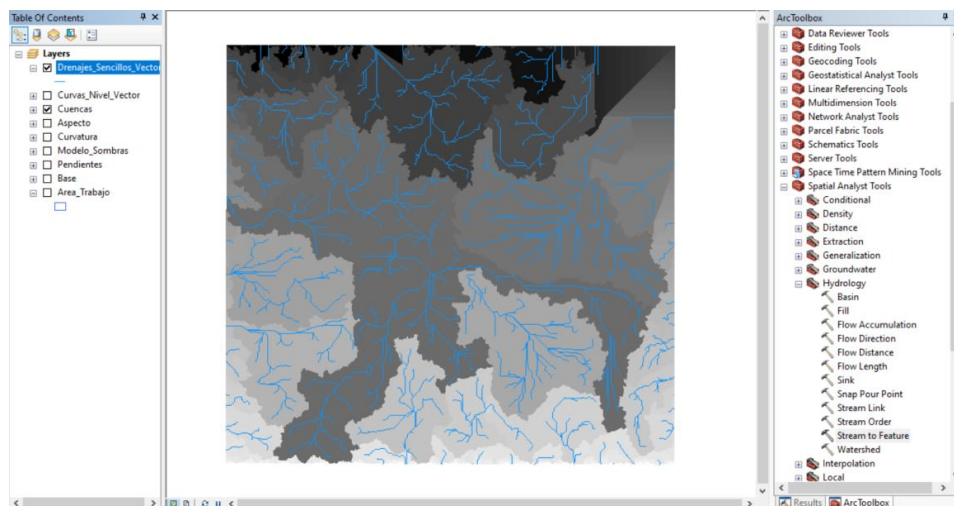 Table Of Contents
Layers
Drenajes_Sencillos_Vector
Curvas_Nivel_Vector
Cuencas
Aspecto
Curvatura
Modelo_Sombras
Pendientes
Base
Area_Trabajo
ArcToolbox
Data Reviewer Tools
Editing Tools
Geocoding Tools
Geostatistical Analyst Tools
Linear Referencing Tools
Multidimension Tools
Network Analyst Tools
Parcel Fabric Tools
Schematics Tools
Server Tools
Space Time Pattern Mining Tools
Spatial Analyst Tools
Conditional
Density
Distance
Extraction
Generalization
Groundwater
Hydrology
Basin
Fill
Flow Accumulation
Flow Direction
Flow Distance
Flow Length
Sink
Snap Pour Point
Stream Link
Stream Order
Stream to Feature
Watershed
Interpolation
Local
Results
ArcToolbox